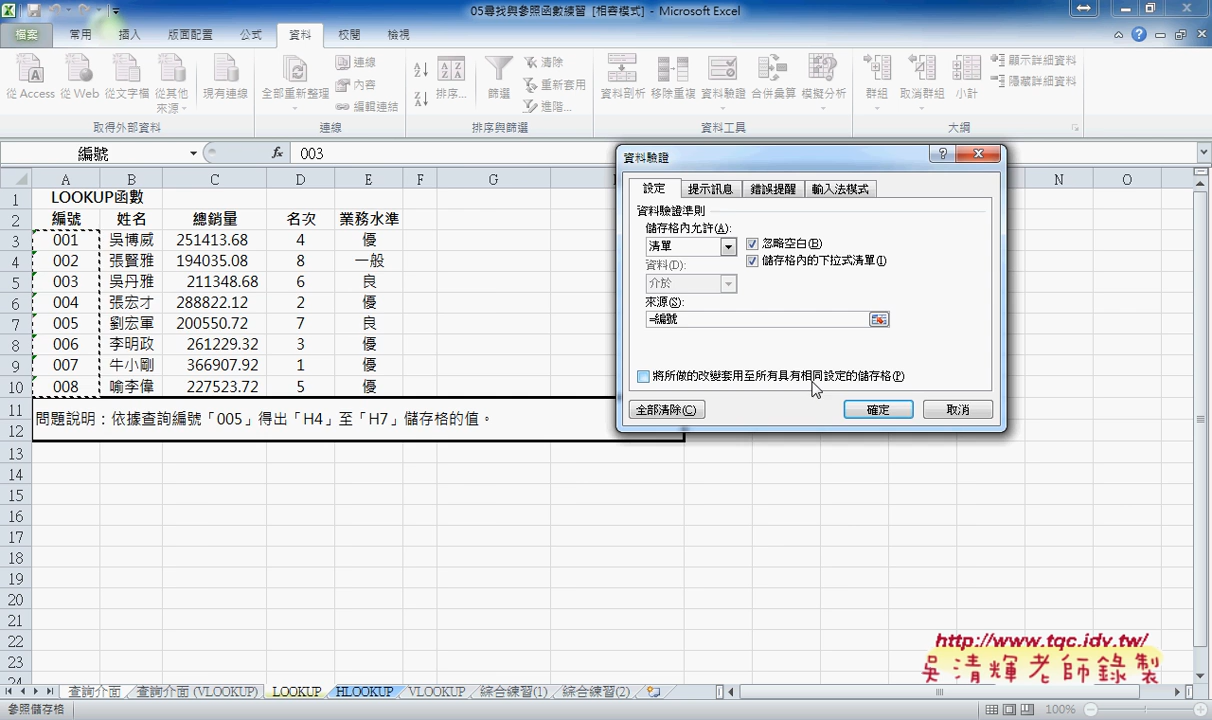 05尋找與參照函數練習 [相容模式] - Microsoft Excel
檔案 常用 插入 版面配置 公式 資料 校閱 檢視
從 Access 從 Web 從文字檔 從其他來源 現有連線 全部重新整理 連線 內容 編輯連結 排序... 篩選 清除 重新套用 進階... 資料剖析 移除重複 資料驗證 合併彙算 模擬分析 群組 取消群組 小計 顯示詳細資料 隱藏詳細資料
取得外部資料 連線 排序與篩選 資料工具 大綱
編號 fx 003
A B C D E F G N O
1 LOOKUP函數
2 編號 姓名 總銷量 名次 業務水準
3 001 吳博威 251413.68 4 優
4 002 張賢雅 194035.08 8 一般
5 003 吳丹雅 211348.68 6 良
6 004 張宏才 288822.12 2 優
7 005 劉宏軍 200550.72 7 良
8 006 李明政 261229.32 3 優
9 007 牛小剛 366907.92 1 優
10 008 喻李偉 227523.72 5 優
11
問題說明：依據查詢編號「005」得出「H4」至「H7」儲存格的值。
12
13
14
15
16
17
18
19
20
21
22
23
24
資料驗證
設定 提示訊息 錯誤提醒 輸入法模式
資料驗證準則
儲存格內允許(A):
清單 忽略空白(B)
資料(D): 儲存格內的下拉式清單(I)
介於
來源(S):
=編號
將所做的改變套用至所有具有相同設定的儲存格(P)
全部清除(C) 確定 取消
http://www.tqc.idv.tw/
吳清輝老師錄製
查詢介面 查詢介面 (VLOOKUP) LOOKUP HLOOKUP VLOOKUP 綜合練習(1) 綜合練習(2)
參照儲存格 100%